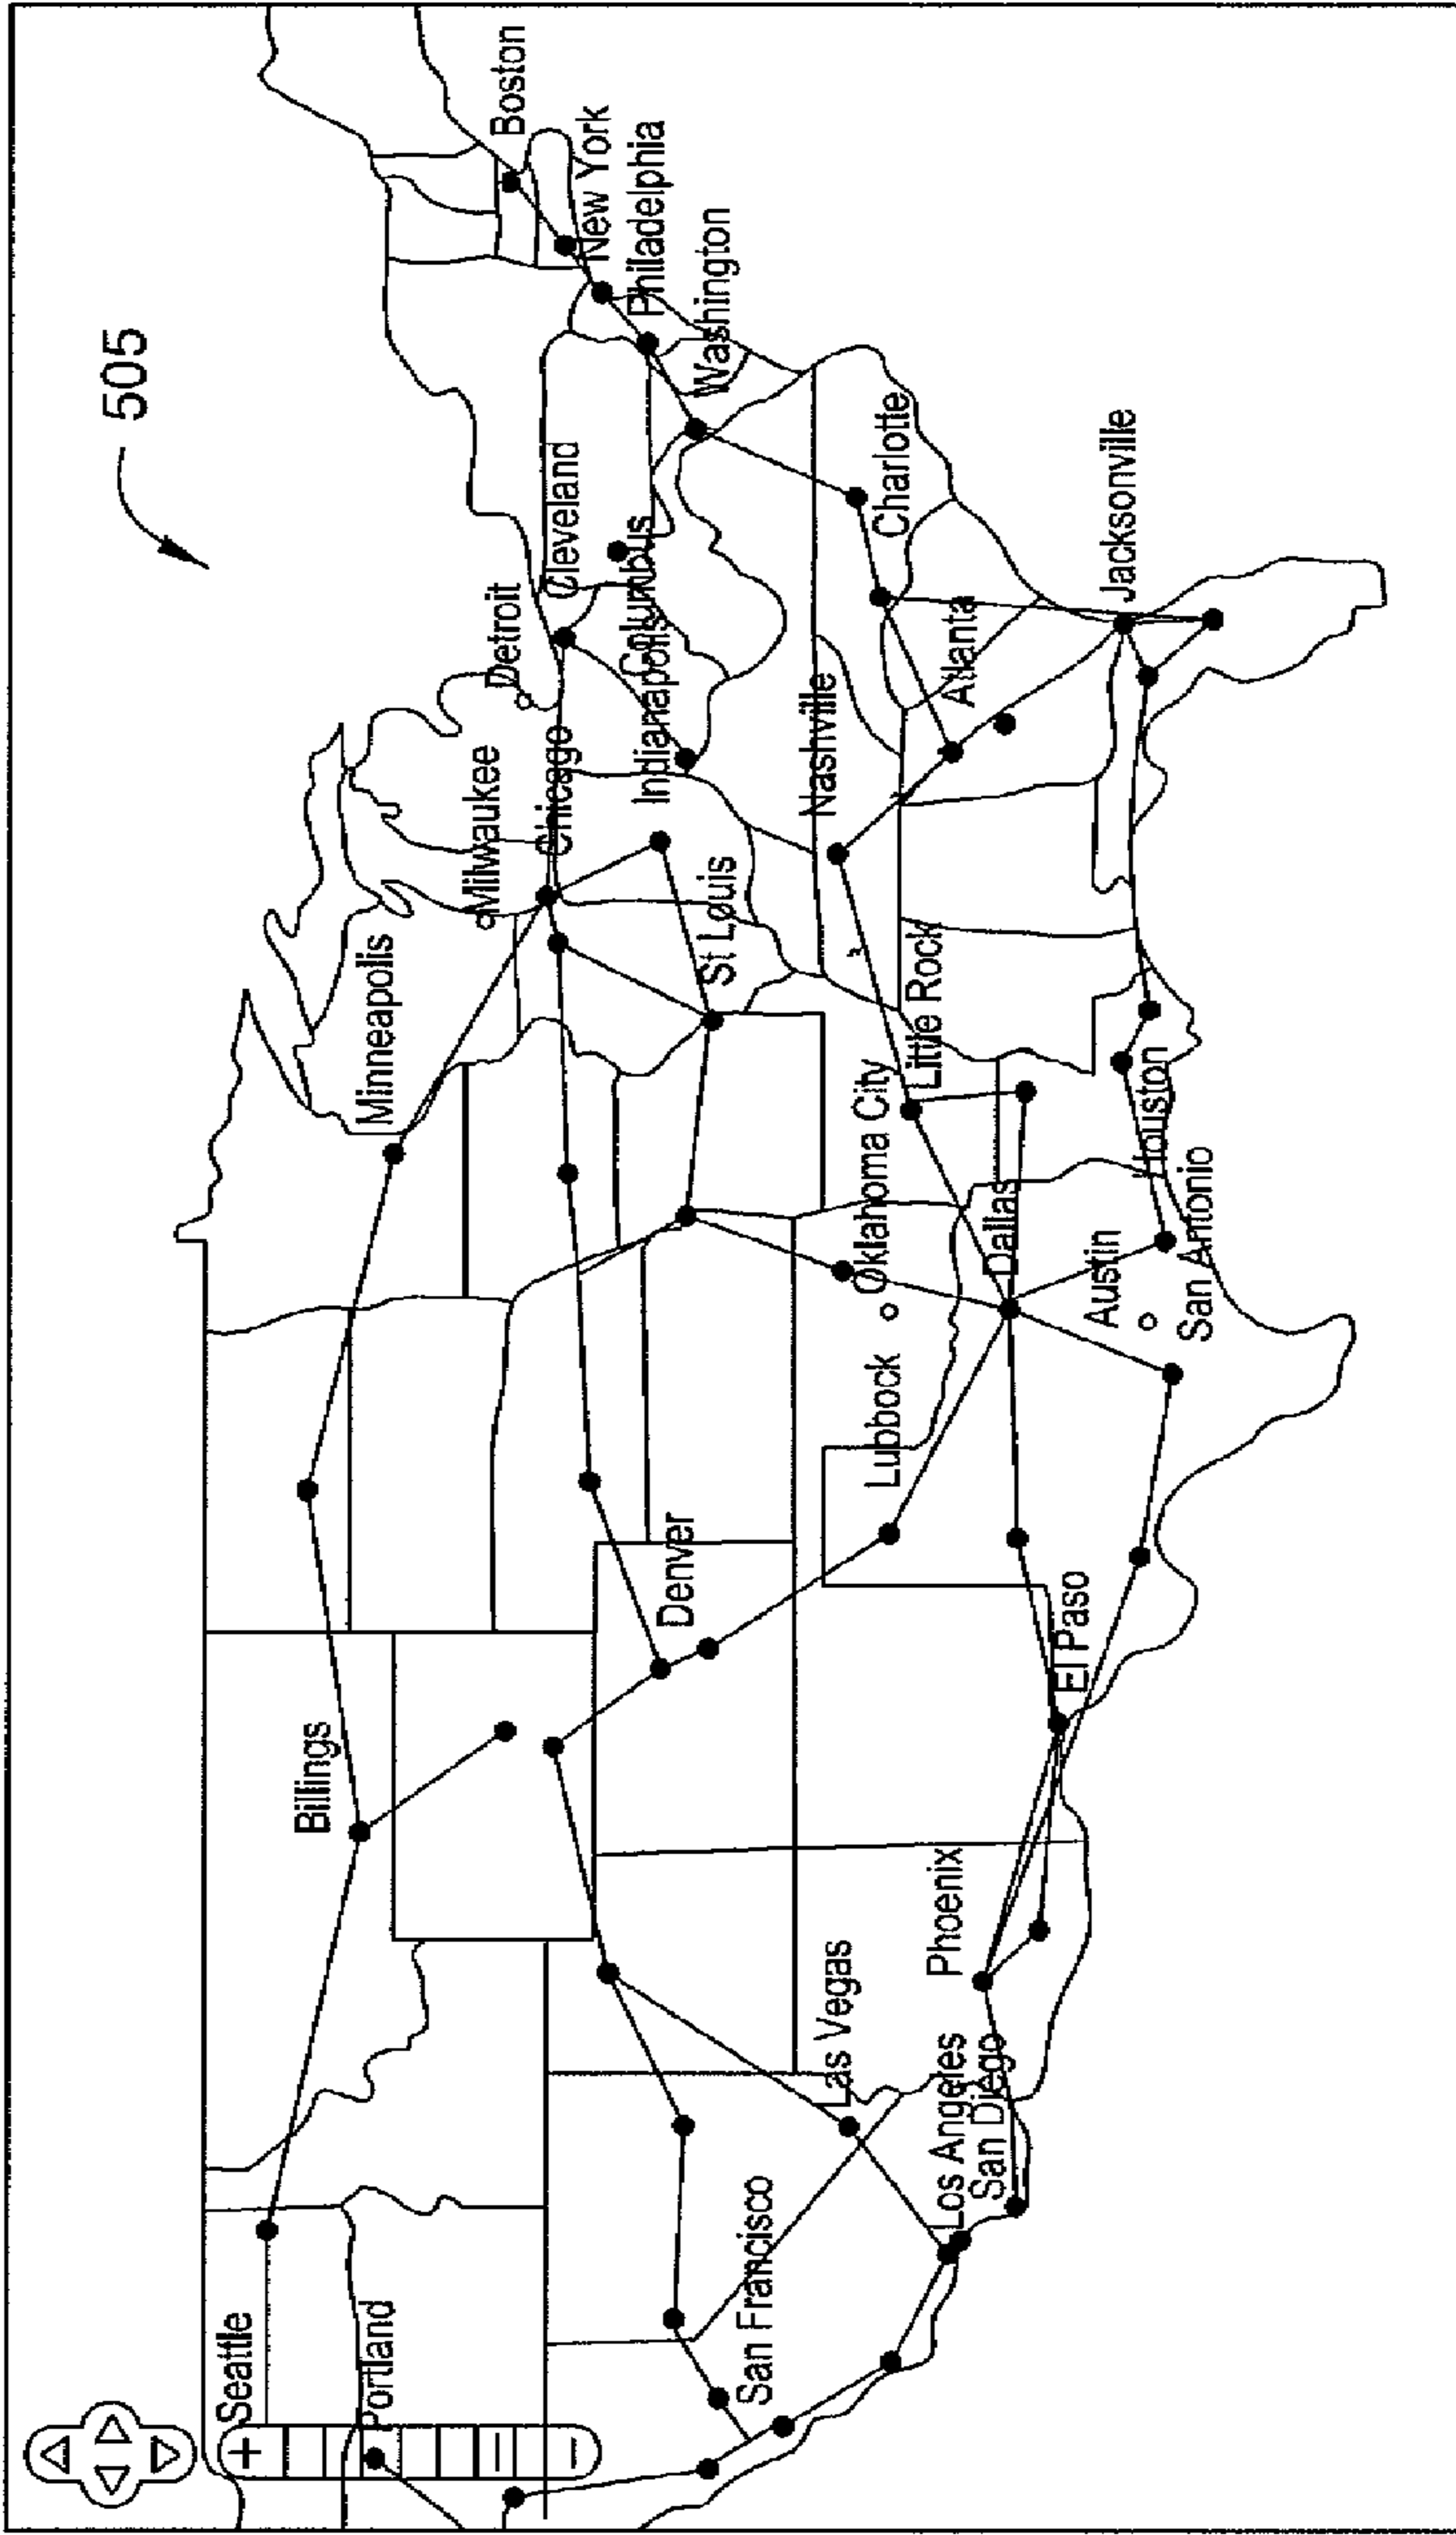 505
Seattle
Portland
Billings
Minneapolis
Milwaukee
Detroit
Boston
Chicago
Cleveland
New York
Columbus
Philadelphia
Indianapolis
Washington
St Louis
Denver
San Francisco
Las Vegas
Nashville
Charlotte
Lubbock
Oklahoma City
Little Rock
Atlanta
Los Angeles
San Diego
Phoenix
Dallas
El Paso
Jacksonville
Austin
Houston
San Antonio